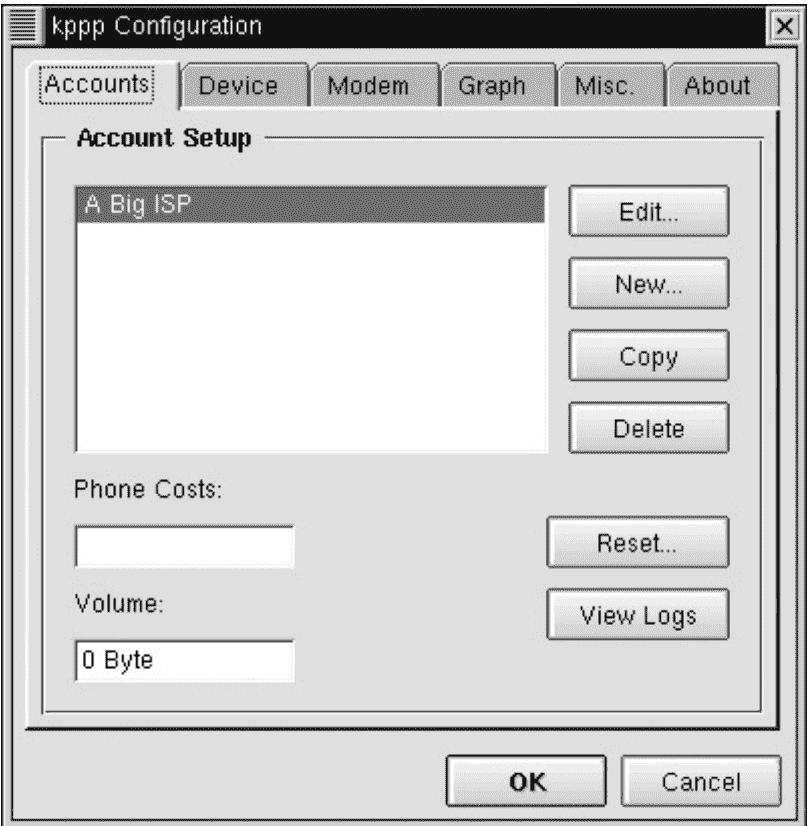 kppp Configuration
Accounts Device Modem Graph Misc. About
Account Setup
A Big ISP
Edit...
New...
Copy
Delete
Phone Costs:
Reset...
Volume:
View Logs
0 Byte
OK Cancel